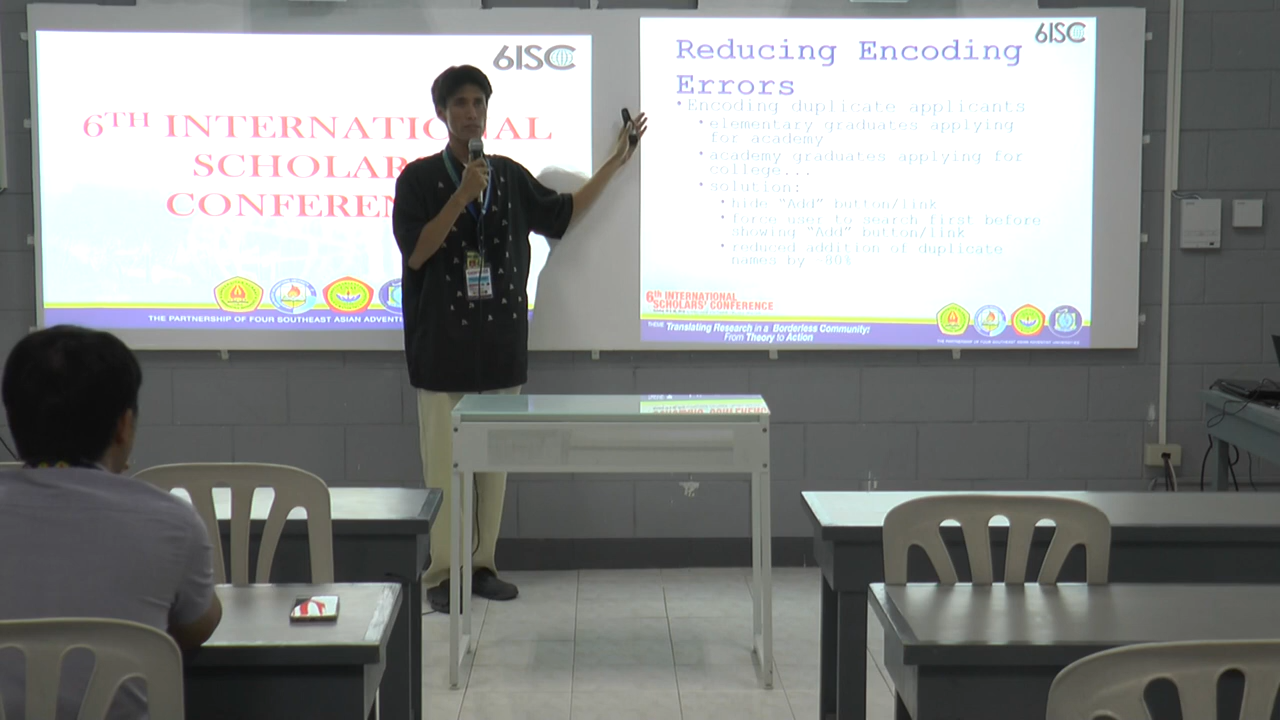 6ISC
6TH INTERNATIONAL
SCHOLAR
CONFEREN
THE PARTNERSHIP OF FOUR SOUTHEAST ASIAN ADVENT
6ISC
Reducing Encoding
Errors
• Encoding duplicate applicants
• elementary graduates applying
for academy
• academy graduates applying for
college...
• solution:
• hide "Add" button/link
• force user to search first before
showing "Add" button/link
• reduced addition of duplicate
names by ~80%
6th INTERNATIONAL
SCHOLARS' CONFERENCE
THEME: Translating Research in a Borderless Community:
From Theory to Action